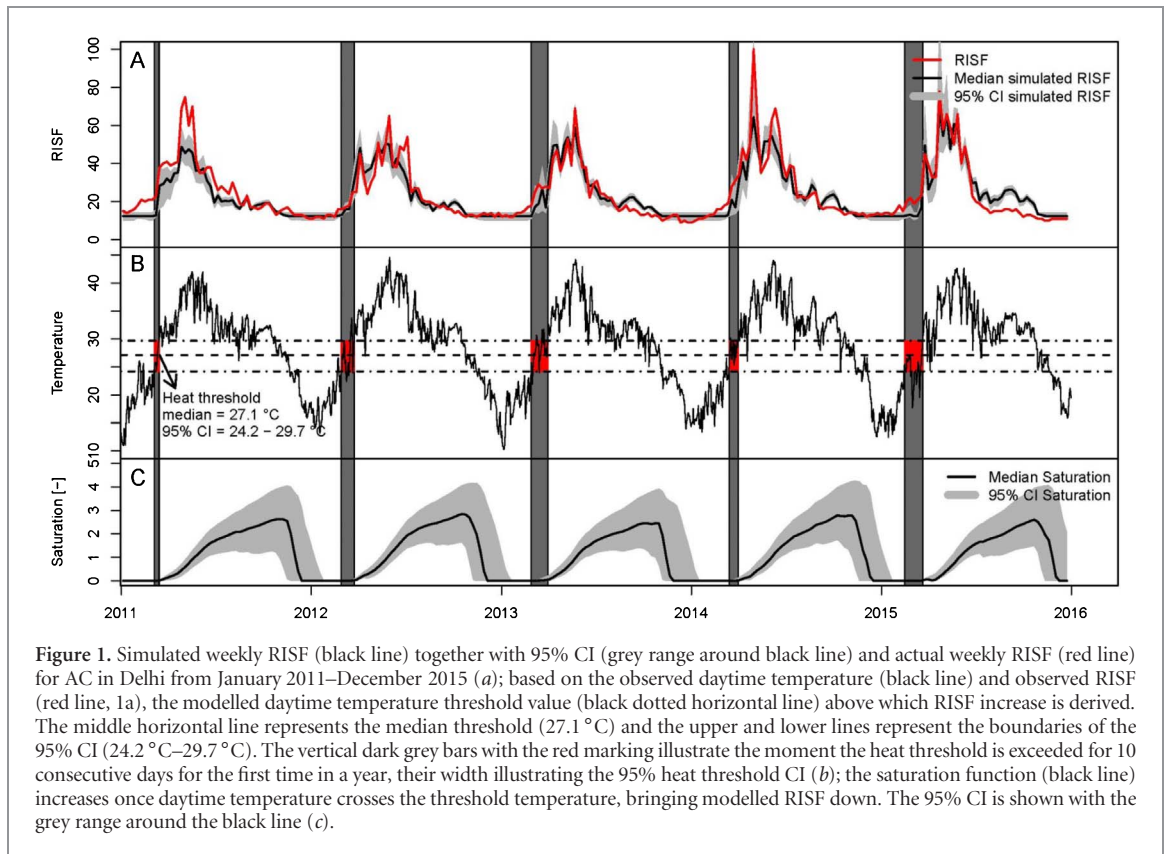 A
RISF
Median simulated RISF
95% CI simulated RISF
RISF
100
80
60
40
20
0
B
Temperature
40
30
20
10
Heat threshold
median = 27.1 °C
95% CI = 24.2 − 29.7 °C
C
Median Saturation
95% CI Saturation
Saturation [−]
5
4
3
2
1
0
2011 2012 2013 2014 2015 2016
Figure 1. Simulated weekly RISF (black line) together with 95% CI (grey range around black line) and actual weekly RISF (red line)
for AC in Delhi from January 2011–December 2015 (a); based on the observed daytime temperature (black line) and observed RISF
(red line, 1a), the modelled daytime temperature threshold value (black dotted horizontal line) above which RISF increase is derived.
The middle horizontal line represents the median threshold (27.1 °C) and the upper and lower lines represent the boundaries of the
95% CI (24.2 °C–29.7 °C). The vertical dark grey bars with the red marking illustrate the moment the heat threshold is exceeded for 10
consecutive days for the first time in a year, their width illustrating the 95% heat threshold CI (b); the saturation function (black line)
increases once daytime temperature crosses the threshold temperature, bringing modelled RISF down. The 95% CI is shown with the
grey range around the black line (c).